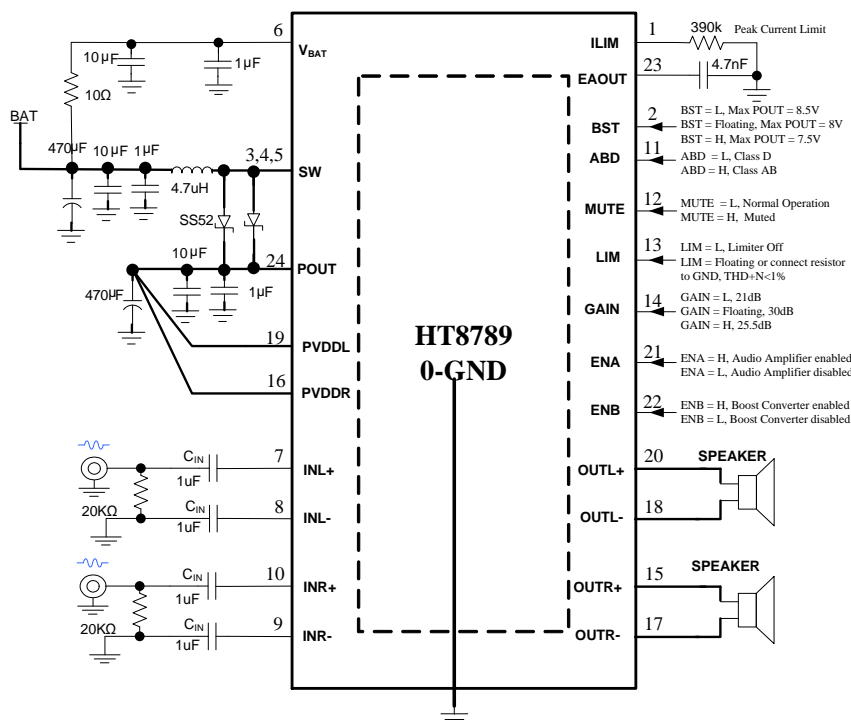 6
VBAT
10µF
1µF
10Ω
BAT
470µF
10µF
1µF
3,4,5
SW
4.7uH
SS52
10µF
24
POUT
470µF
1µF
19
PVDDL
16
PVDDR
CIN
7
INL+
1uF
20KΩ
CIN
8
INL-
1uF
CIN
10
INR+
1uF
20KΩ
CIN
9
INR-
1uF
HT8789
0-GND
1
ILIM
390k
Peak Current Limit
23
EAOUT
4.7nF
2
BST
BST = L, Max POUT = 8.5V
BST = Floating, Max POUT = 8V
BST = H, Max POUT = 7.5V
11
ABD
ABD = L, Class D
ABD = H, Class AB
12
MUTE
MUTE = L, Normal Operation
MUTE = H, Muted
13
LIM
LIM = L, Limiter Off
LIM = Floating or connect resistor
to GND, THD+N<1%
14
GAIN
GAIN = L, 21dB
GAIN = Floating, 30dB
GAIN = H, 25.5dB
21
ENA
ENA = H, Audio Amplifier enabled
ENA = L, Audio Amplifier disabled
22
ENB
ENB = H, Boost Converter enabled
ENB = L, Boost Converter disabled
20
OUTL+
SPEAKER
18
OUTL-
15
OUTR+
SPEAKER
17
OUTR-